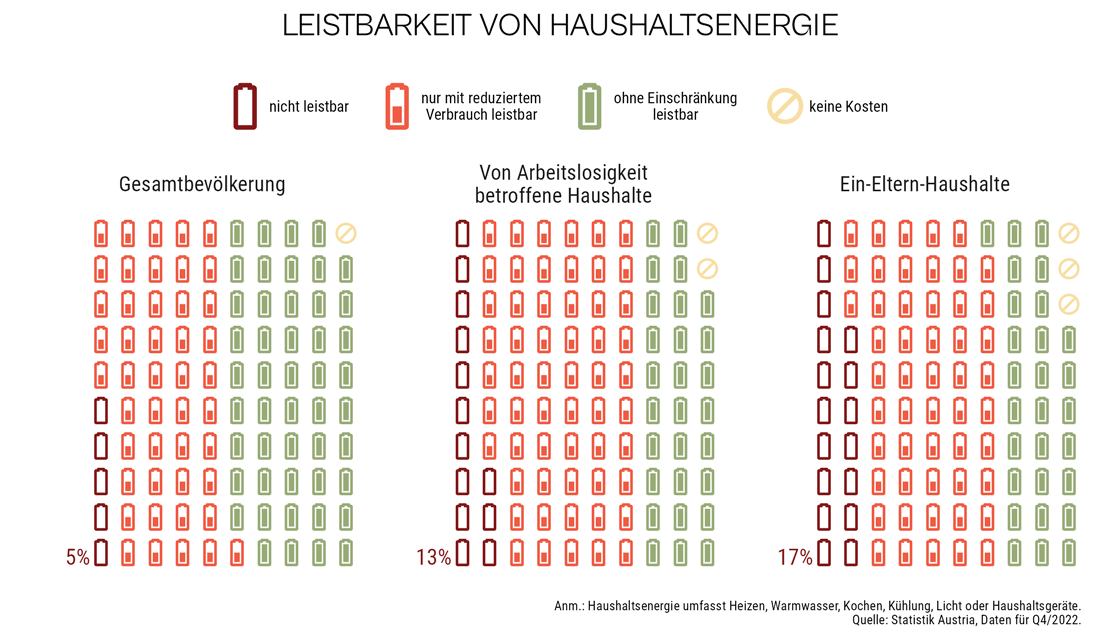 LEISTBARKEIT VON HAUSHALTSENERGIE
nicht leistbar
nur mit reduziertem
Verbrauch leistbar
ohne Einschränkung
leistbar
keine Kosten
Gesamtbevölkerung
Von Arbeitslosigkeit
betroffene Haushalte
Ein-Eltern-Haushalte
5%
13%
17%
Anm.: Haushaltsenergie umfasst Heizen, Warmwasser, Kochen, Kühlung, Licht oder Haushaltsgeräte.
Quelle: Statistik Austria, Daten für Q4/2022.